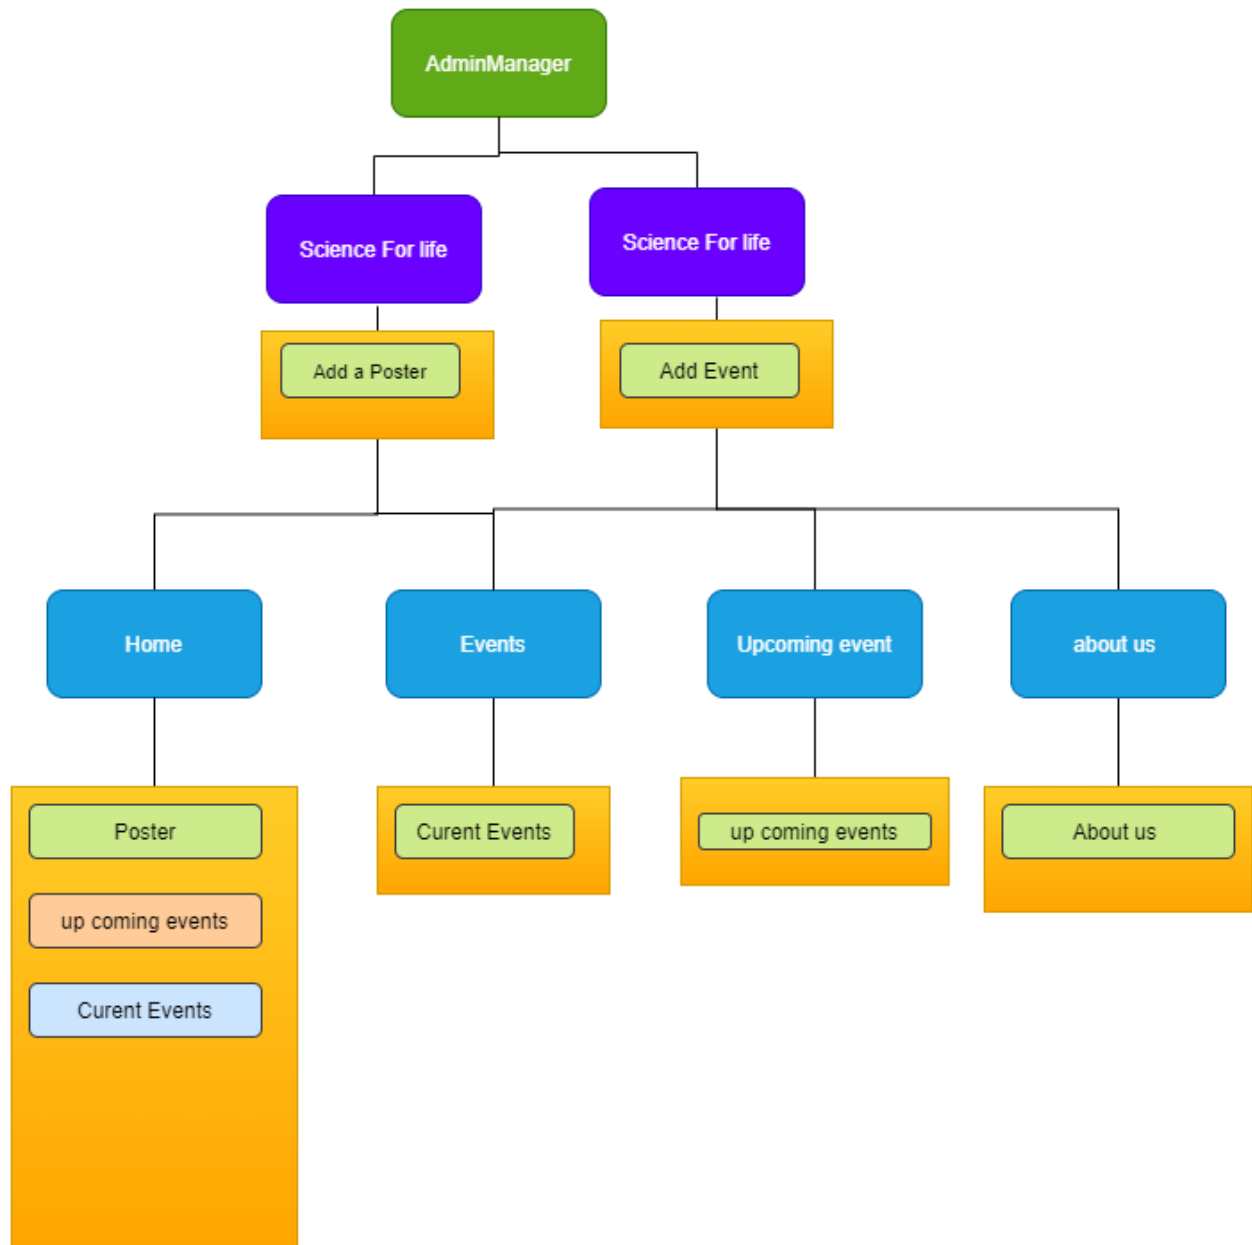 AdminManager
Science For life
Science For life
Add a Poster
Add Event
Home
Events
Upcoming event
about us
Poster
Curent Events
up coming events
About us
up coming events
Curent Events